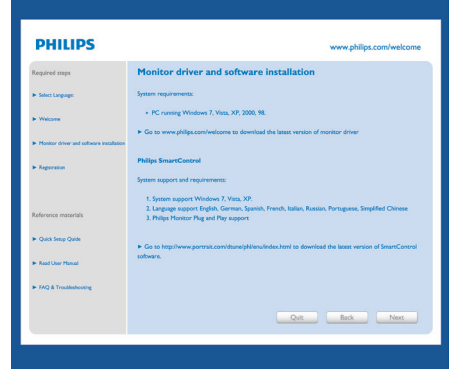 PHILIPS
www.philips.com/welcome
Required steps
► Select Language:
► Welcome
► Monitor driver and software installation
► Registration
Reference materials
► Quick Setup Guide
► Read User Manual
► FAQ & Troubleshooting
Monitor driver and software installation
System requirements:
• PC running Windows 7, Vista, XP, 2000, 98.
► Go to www.philips.com/welcome to download the latest version of monitor driver
Philips SmartControl
System support and requirements:
1. System support Windows 7, Vista, XP.
2. Language support English, German, Spanish, French, Italian, Russian, Portuguese, Simplified Chinese
3. Philips Monitor Plug and Play support
► Go to http://www.portrait.com/dtune/phl/enu/index.html to download the latest version of SmartControl
software.
Quit
Back
Next